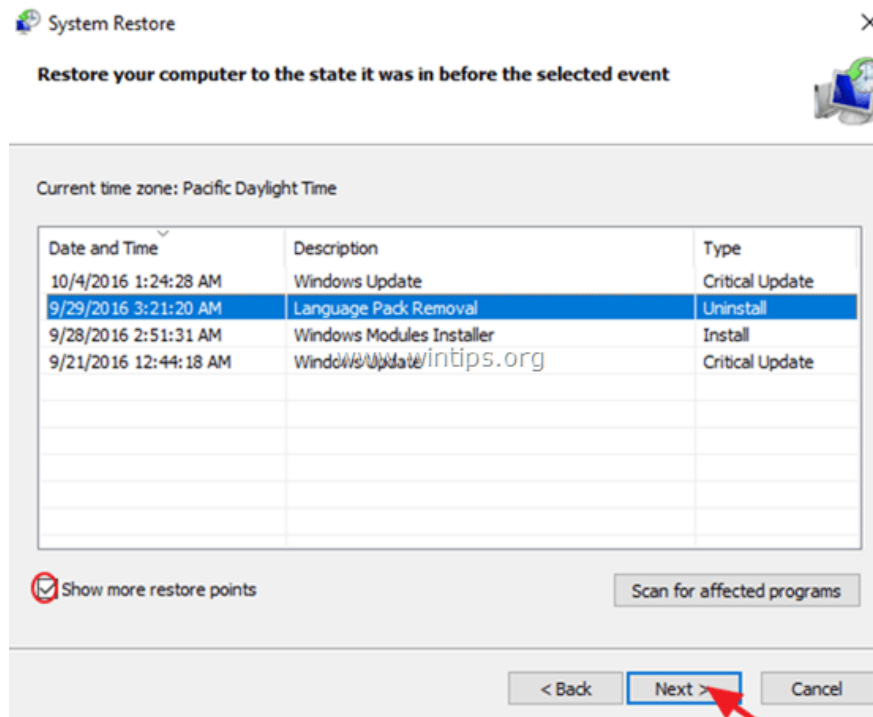 System Restore
Restore your computer to the state it was in before the selected event
Current time zone: Pacific Daylight Time
Date and Time Description Type
10/4/2016 1:24:28 AM Windows Update Critical Update
9/29/2016 3:21:20 AM Language Pack Removal Uninstall
9/28/2016 2:51:31 AM Windows Modules Installer Install
9/21/2016 12:44:18 AM Windows Update Critical Update
www.wintips.org
Show more restore points Scan for affected programs
< Back Next > Cancel